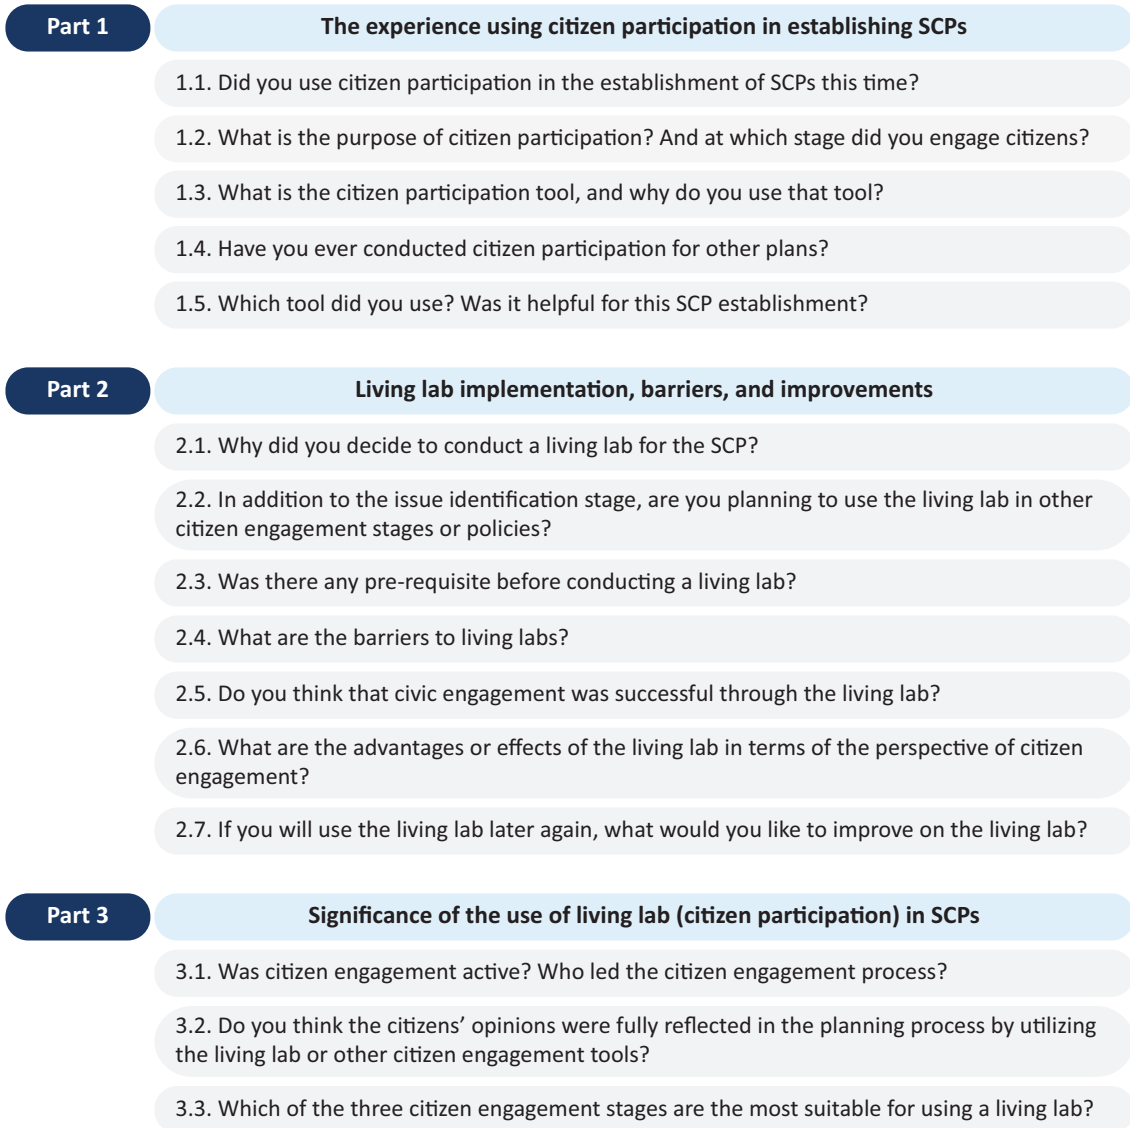 Part 1
The experience using citizen participation in establishing SCPs
1.1. Did you use citizen participation in the establishment of SCPs this time?
1.2. What is the purpose of citizen participation? And at which stage did you engage citizens?
1.3. What is the citizen participation tool, and why do you use that tool?
1.4. Have you ever conducted citizen participation for other plans?
1.5. Which tool did you use? Was it helpful for this SCP establishment?
Part 2
Living lab implementation, barriers, and improvements
2.1. Why did you decide to conduct a living lab for the SCP?
2.2. In addition to the issue identification stage, are you planning to use the living lab in other
citizen engagement stages or policies?
2.3. Was there any pre-requisite before conducting a living lab?
2.4. What are the barriers to living labs?
2.5. Do you think that civic engagement was successful through the living lab?
2.6. What are the advantages or effects of the living lab in terms of the perspective of citizen
engagement?
2.7. If you will use the living lab later again, what would you like to improve on the living lab?
Part 3
Significance of the use of living lab (citizen participation) in SCPs
3.1. Was citizen engagement active? Who led the citizen engagement process?
3.2. Do you think the citizens’ opinions were fully reflected in the planning process by utilizing
the living lab or other citizen engagement tools?
3.3. Which of the three citizen engagement stages are the most suitable for using a living lab?